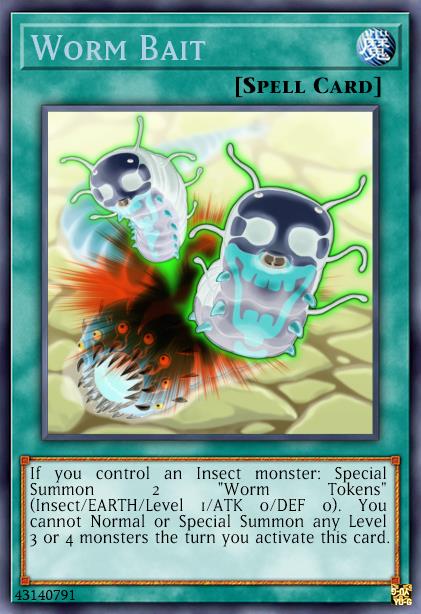 WORM BAIT
魔
[SPELL CARD]
If you control an Insect monster: Special
Summon 2 "Worm Tokens"
(Insect/EARTH/Level 1/ATK 0/DEF 0). You
cannot Normal or Special Summon any Level
3 or 4 monsters the turn you activate this card.
43140791